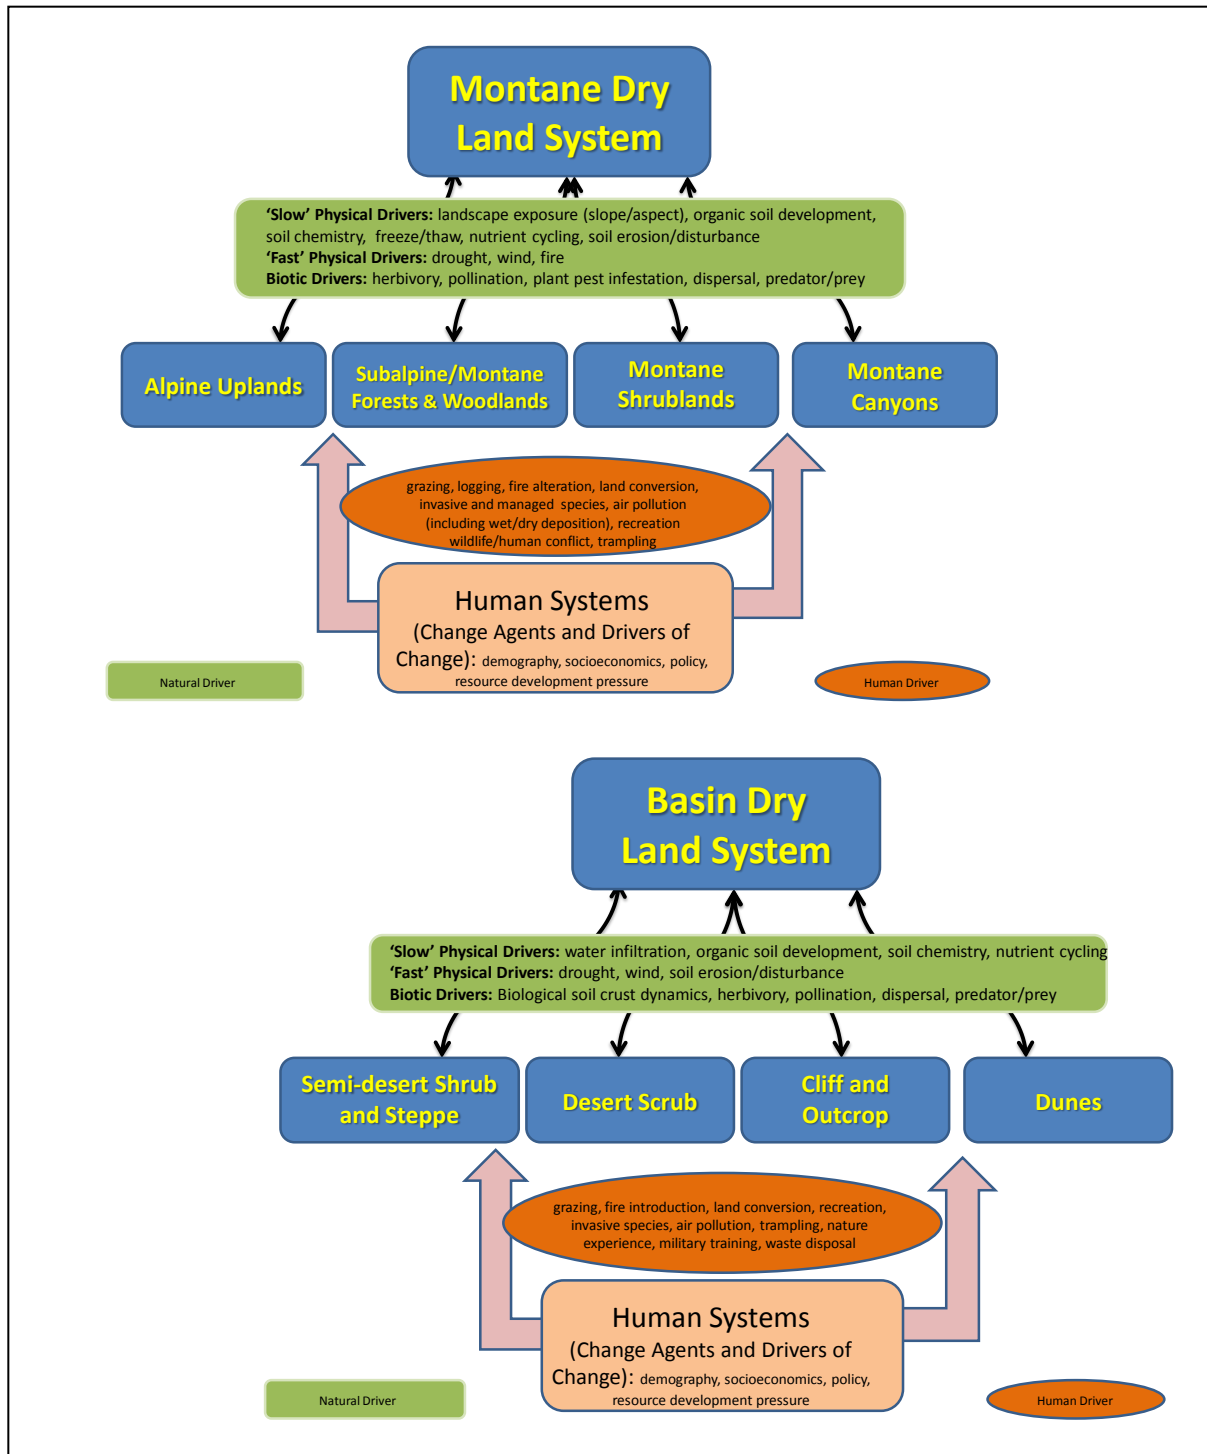 Montane Dry
Land System
‘Slow’ Physical Drivers: landscape exposure (slope/aspect), organic soil development,
soil chemistry, freeze/thaw, nutrient cycling, soil erosion/disturbance
‘Fast’ Physical Drivers: drought, wind, fire
Biotic Drivers: herbivory, pollination, plant pest infestation, dispersal, predator/prey
Alpine Uplands
Subalpine/Montane
Forests & Woodlands
Montane
Shrublands
Montane
Canyons
grazing, logging, fire alteration, land conversion,
invasive and managed species, air pollution
(including wet/dry deposition), recreation
wildlife/human conflict, trampling
Human Systems
(Change Agents and Drivers of
Change): demography, socioeconomics, policy,
resource development pressure
Natural Driver
Human Driver
Basin Dry
Land System
‘Slow’ Physical Drivers: water infiltration, organic soil development, soil chemistry, nutrient cycling
‘Fast’ Physical Drivers: drought, wind, soil erosion/disturbance
Biotic Drivers: Biological soil crust dynamics, herbivory, pollination, dispersal, predator/prey
Semi-desert Shrub
and Steppe
Desert Scrub
Cliff and
Outcrop
Dunes
grazing, fire introduction, land conversion, recreation,
invasive species, air pollution, trampling, nature
experience, military training, waste disposal
Human Systems
(Change Agents and Drivers of
Change): demography, socioeconomics, policy,
resource development pressure
Natural Driver
Human Driver